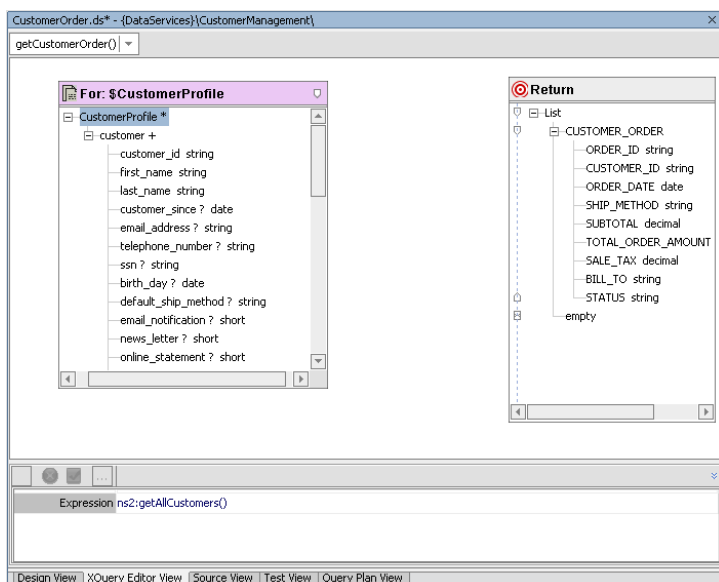 CustomerOrder.ds* - {DataServices}\CustomerManagement\
getCustomerOrder()
For: $CustomerProfile
CustomerProfile *
customer +
customer_id string
first_name string
last_name string
customer_since ? date
email_address ? string
telephone_number ? string
ssn ? string
birth_day ? date
default_ship_method ? string
email_notification ? short
news_letter ? short
online_statement ? short
Return
List
CUSTOMER_ORDER
ORDER_ID string
CUSTOMER_ID string
ORDER_DATE date
SHIP_METHOD string
SUBTOTAL decimal
TOTAL_ORDER_AMOUNT
SALE_TAX decimal
BILL_TO string
STATUS string
empty
Expression ns2:getAllCustomers()
Design View XQuery Editor View Source View Test View Query Plan View